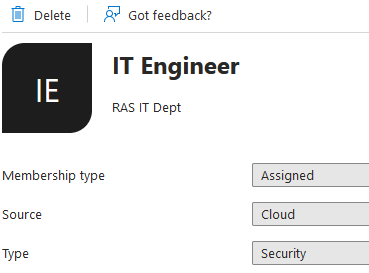 Delete
Got feedback?
IE
IT Engineer
RAS IT Dept
Membership type
Assigned
Source
Cloud
Type
Security